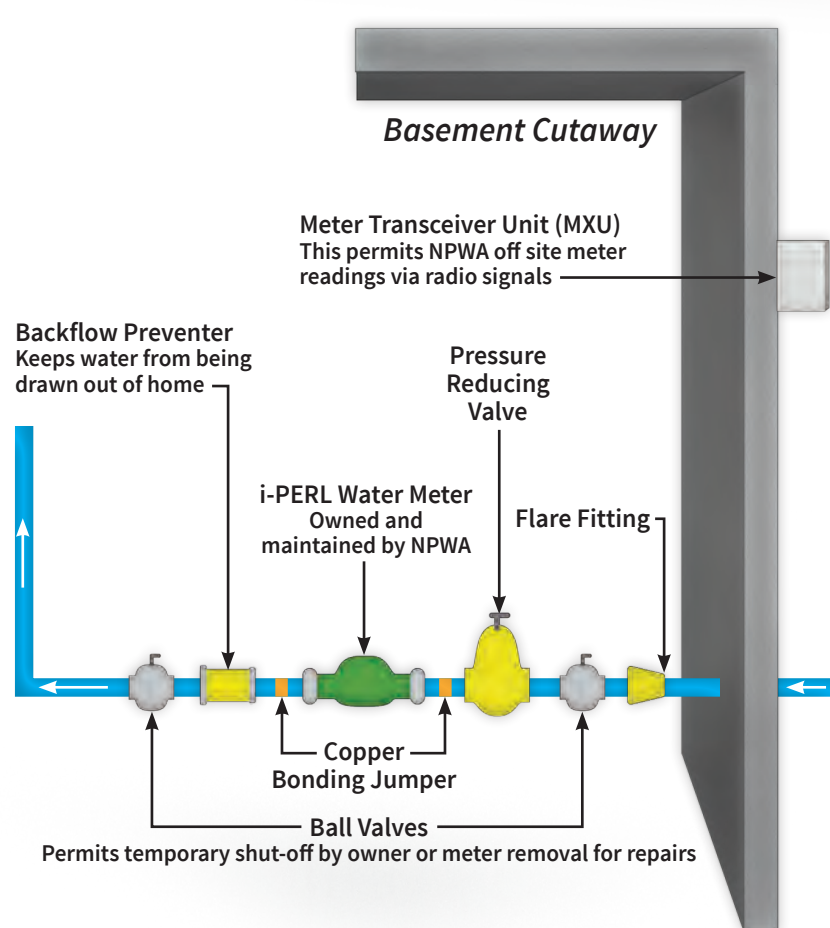 Basement Cutaway
Meter Transceiver Unit (MXU)
This permits NPWA off site meter
readings via radio signals
Backflow Preventer
Keeps water from being
drawn out of home
Pressure
Reducing
Valve
i-PERL Water Meter
Owned and
maintained by NPWA
Flare Fitting
Copper
Bonding Jumper
Ball Valves
Permits temporary shut-off by owner or meter removal for repairs